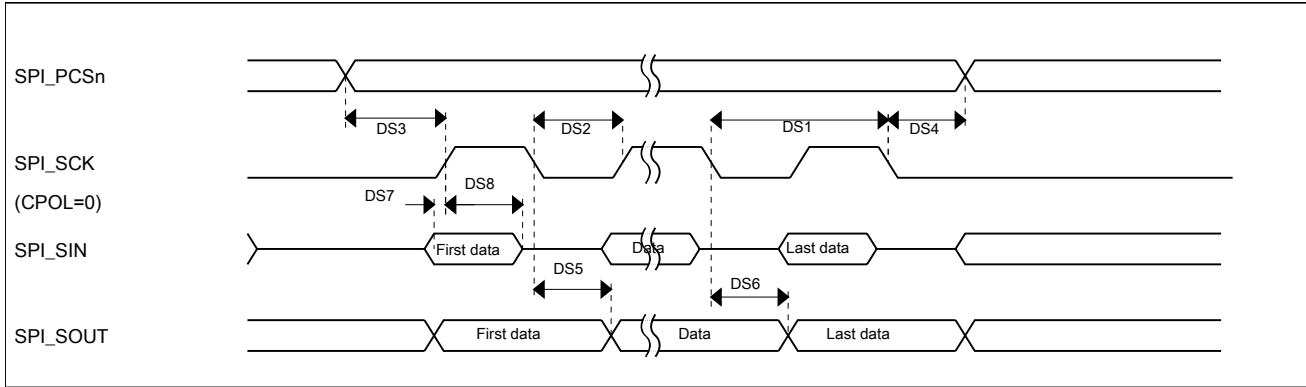 SPI_PCSn
DS3
DS2
DS1
DS4
SPI_SCK
(CPOL=0)
DS7
DS8
SPI_SIN
First data
Data
Last data
DS5
DS6
SPI_SOUT
First data
Data
Last data